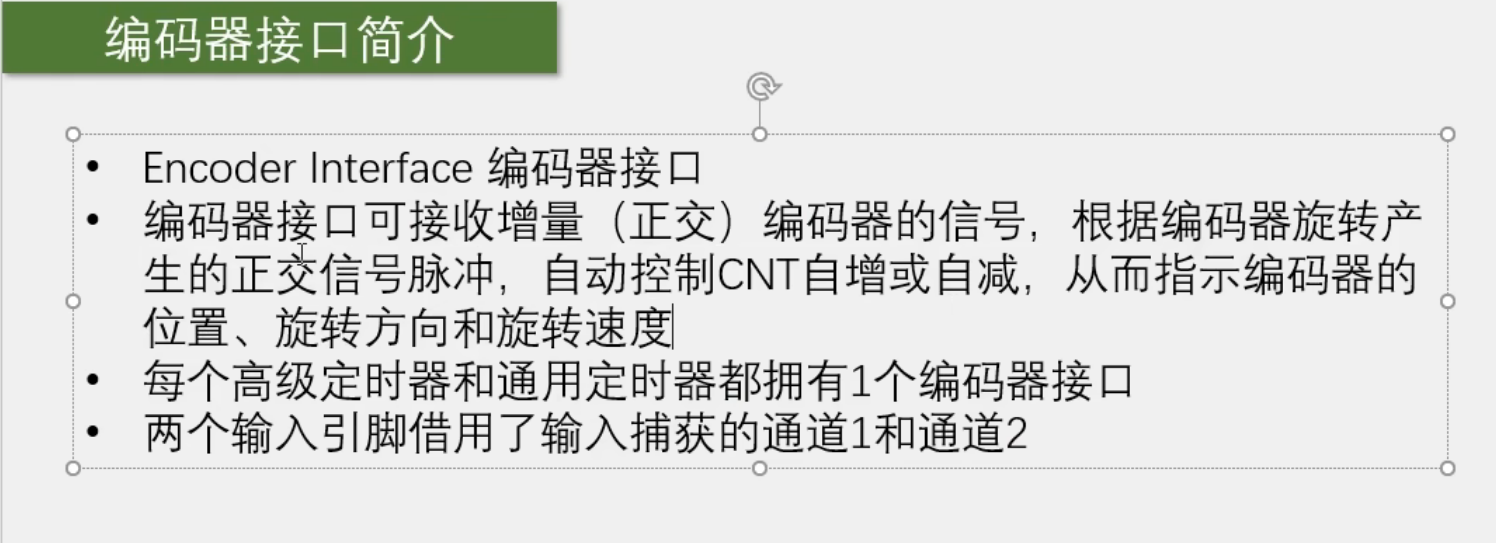 编码器接口简介
• Encoder Interface 编码器接口
• 编码器接口可接收增量（正交）编码器的信号，根据编码器旋转产
生的正交信号脉冲，自动控制CNT自增或自减，从而指示编码器的
位置、旋转方向和旋转速度
• 每个高级定时器和通用定时器都拥有1个编码器接口
• 两个输入引脚借用了输入捕获的通道1和通道2